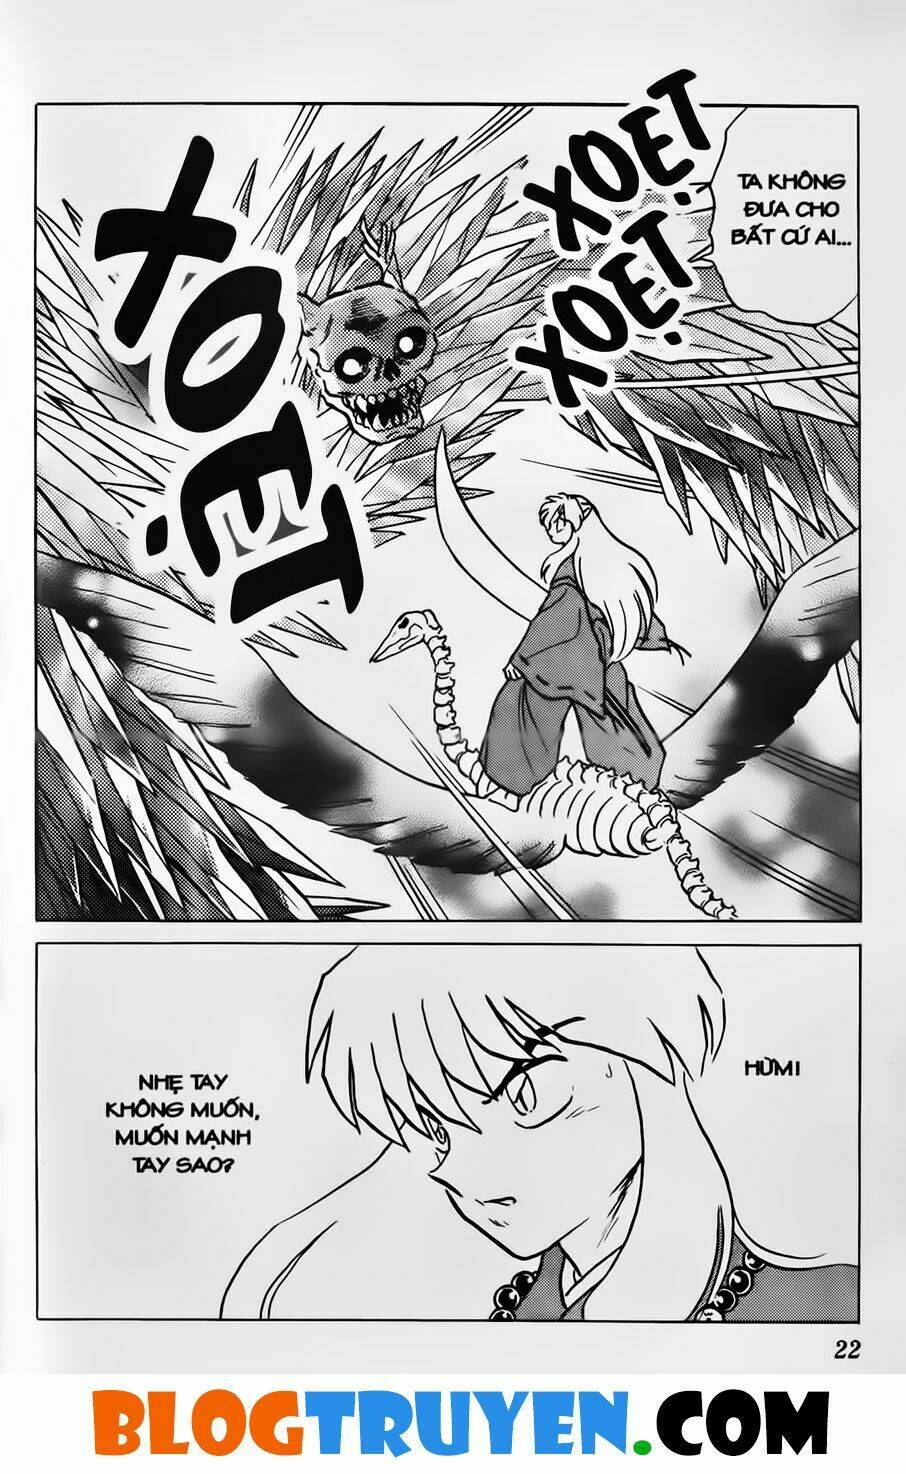 TA KHÔNG
ĐƯA CHO
BẤT CỨ AI...
XOẸT
XOẸT
XOẸT
HỪM!
NHẸ TAY
KHÔNG MUỐN,
MUỐN MẠNH
TAY SAO?
22
BLOGTRUYEN.COM